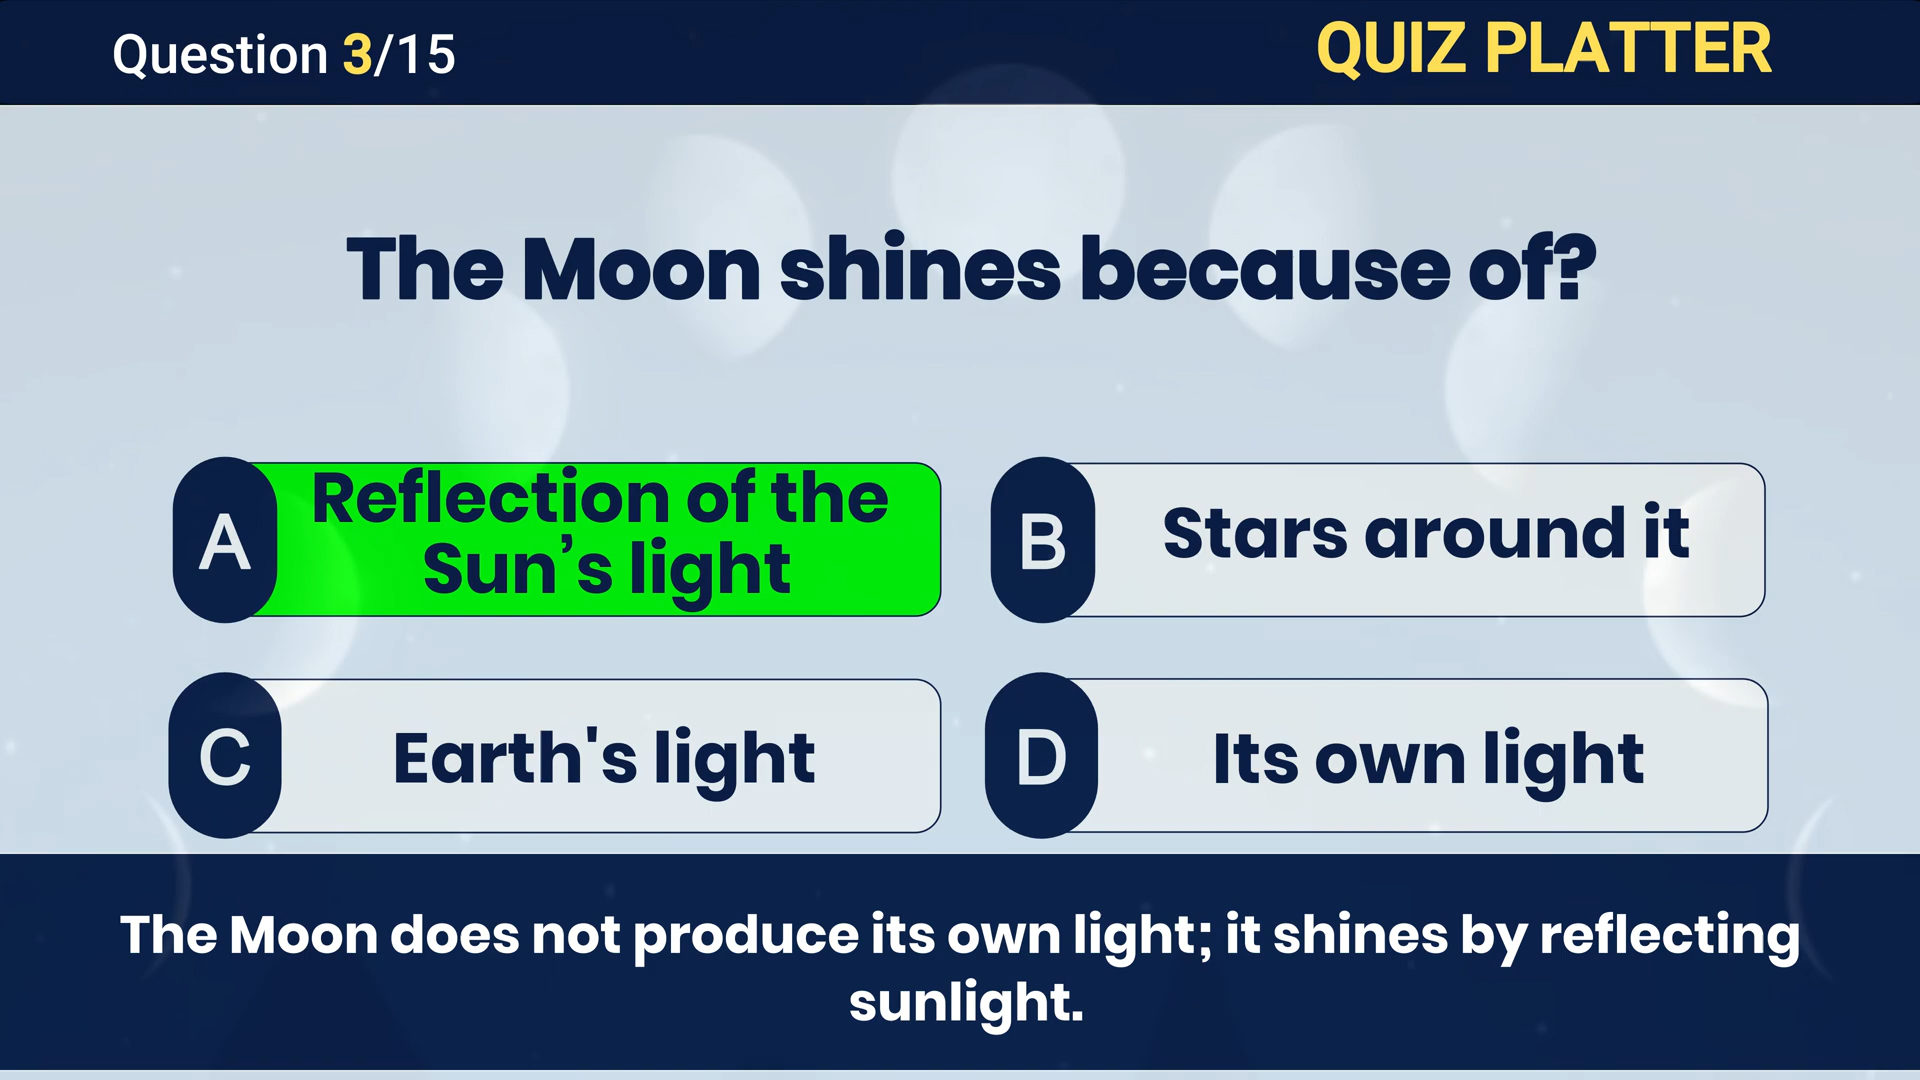 Question 3/15
QUIZ PLATTER
The Moon shines because of?
A
Reflection of the
Sun’s light
B
Stars around it
C
Earth's light
D
Its own light
The Moon does not produce its own light; it shines by reflecting
sunlight.